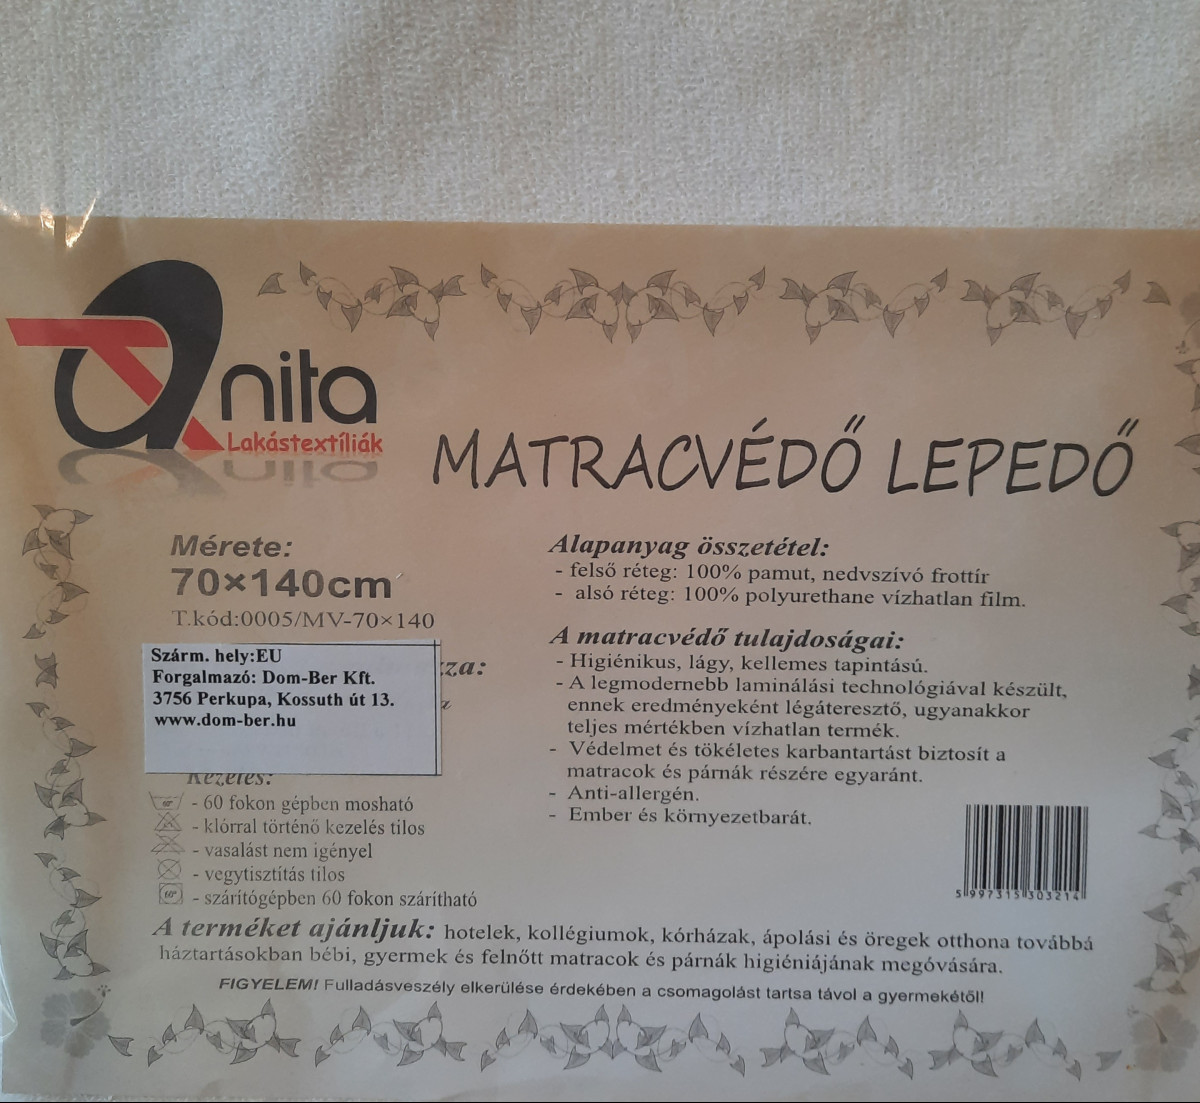 Anita
Lakástextíliák
MATRACVÉDŐ LEPEDŐ
Mérete:
70×140cm
T.kód:0005/MV-70×140
Szárm. hely:EU
Forgalmazó: Dom-Ber Kft.
3756 Perkupa, Kossuth út 13.
www.dom-ber.hu
Kezelés:
60° - 60 fokon gépben mosható
- klórral történő kezelés tilos
- vasalást nem igényel
- vegytisztítás tilos
60° - szárítógépben 60 fokon szárítható
Alapanyag összetétel:
- felső réteg: 100% pamut, nedvszívó frottír
- alsó réteg: 100% polyurethane vízhatlan film.
A matracvédő tulajdoságai:
- Higiénikus, lágy, kellemes tapintású.
- A legmodernebb laminálási technológiával készült,
ennek eredményeként légáteresztő, ugyanakkor
teljes mértékben vízhatlan termék.
- Védelmet és tökéletes karbantartást biztosít a
matracok és párnák részére egyaránt.
- Anti-allergén.
- Ember és környezetbarát.
5 997315 303214
A terméket ajánljuk: hotelek, kollégiumok, kórházak, ápolási és öregek otthona továbbá
háztartásokban bébi, gyermek és felnőtt matracok és párnák higiéniájának megóvására.
FIGYELEM! Fulladásveszély elkerülése érdekében a csomagolást tartsa távol a gyermekétől!